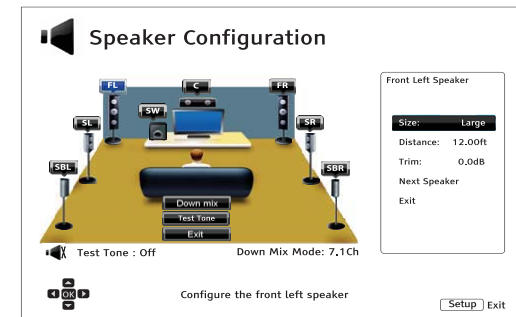 Speaker Configuration
FL
C
FR
SW
SL
SR
SBL
SBR
Down mix
Test Tone
Exit
Test Tone : Off
Down Mix Mode: 7.1Ch
Front Left Speaker
Size: Large
Distance: 12.00ft
Trim: 0.0dB
Next Speaker
Exit
OK
Configure the front left speaker
Setup Exit